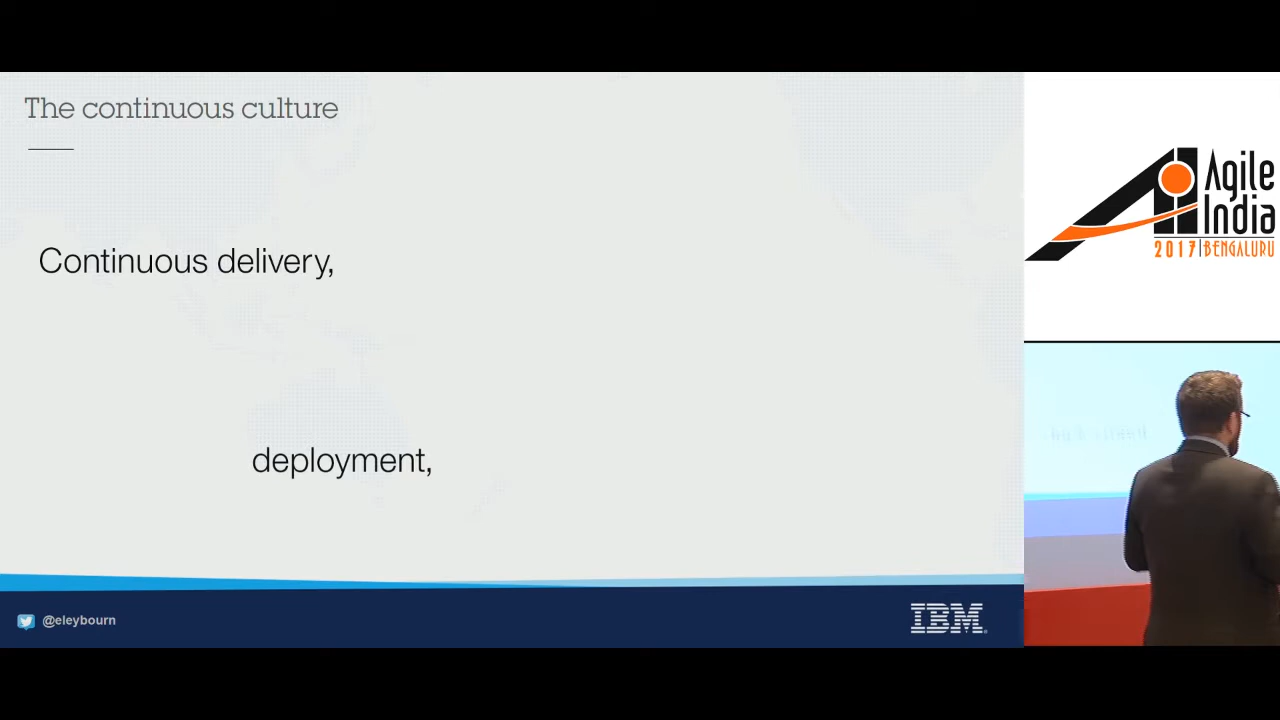 The continuous culture
Continuous delivery,
deployment,
@eleybourn
IBM
Agile
India
2017 | BENGALURU